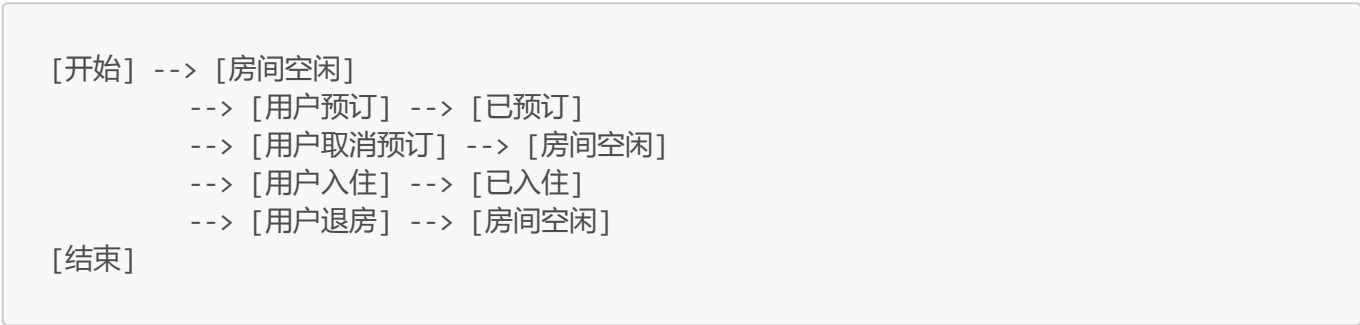 [开始] --> [房间空闲]
--> [用户预订] --> [已预订]
--> [用户取消预订] --> [房间空闲]
--> [用户入住] --> [已入住]
--> [用户退房] --> [房间空闲]
[结束]